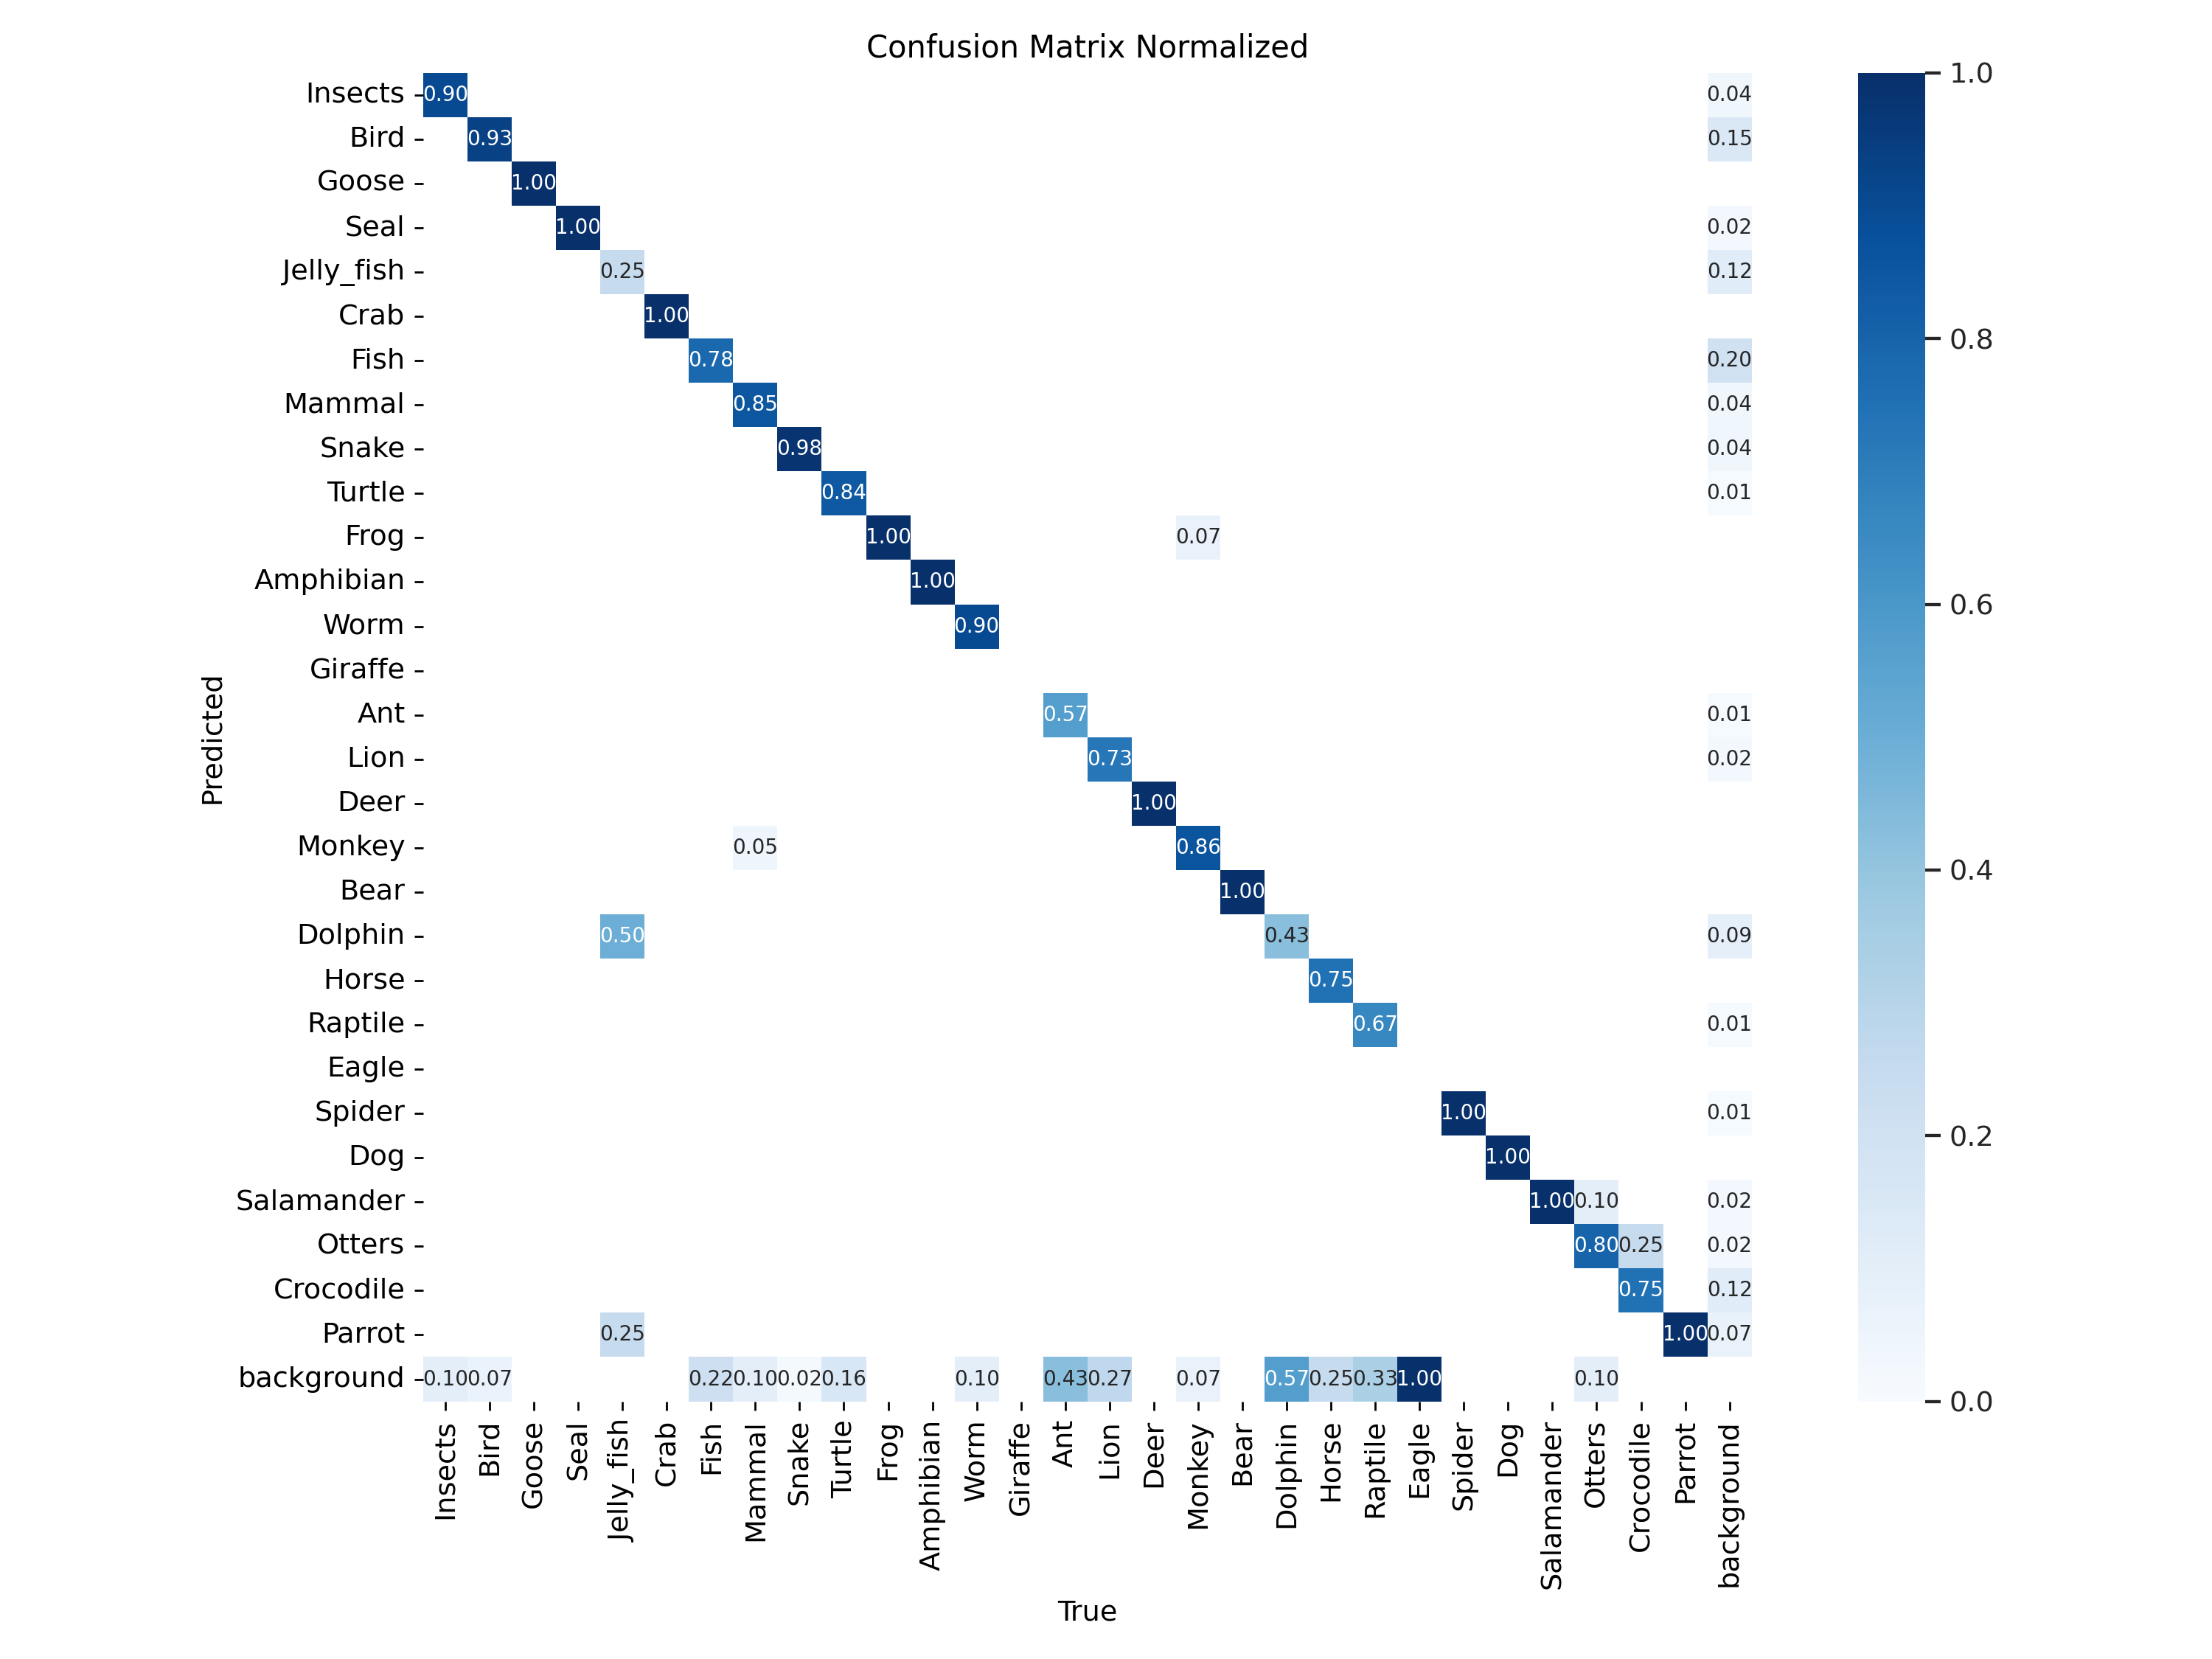 Confusion Matrix Normalized
Insects 0.90 0.04 1.0
Bird 0.93 0.15
Goose 1.00
Seal 1.00 0.02
Jelly_fish 0.25 0.12
Crab 1.00
0.8
Fish 0.78 0.20
Mammal 0.85 0.04
Snake 0.98 0.04
Turtle 0.84 0.01
Frog 1.00 0.07
Amphibian 1.00
0.6
Worm 0.90
Giraffe
Ant 0.57 0.01
Predicted
Lion 0.73 0.02
Deer 1.00
Monkey 0.05 0.86
0.4
Bear 1.00
Dolphin 0.50 0.43 0.09
Horse 0.75
Raptile 0.67 0.01
Eagle
Spider 1.00 0.01
0.2
Dog 1.00
Salamander 1.00 0.10 0.02
Otters 0.80 0.25 0.02
Crocodile 0.75 0.12
Parrot 0.25 1.00 0.07
background 0.10 0.07 0.22 0.10 0.02 0.16 0.10 0.43 0.27 0.07 0.57 0.25 0.33 1.00 0.10
0.0
Insects Bird Goose Seal Jelly_fish Crab Fish Mammal Snake Turtle Frog Amphibian Worm Giraffe Ant Lion Deer Monkey Bear Dolphin Horse Raptile Eagle Spider Dog Salamander Otters Crocodile Parrot background
True